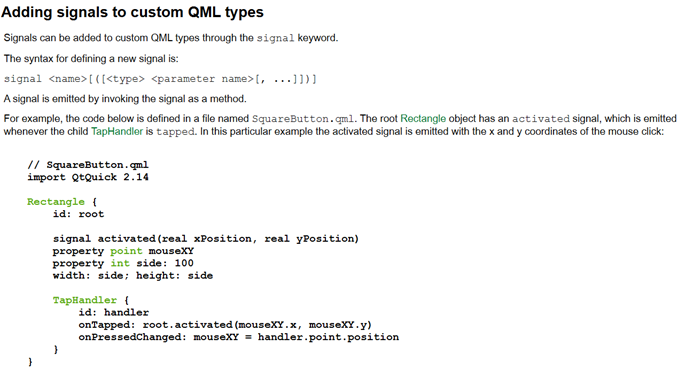 Adding signals to custom QML types
Signals can be added to custom QML types through the signal keyword.
The syntax for defining a new signal is:
signal <name>[([<type> <parameter name>[, ...]])]
A signal is emitted by invoking the signal as a method.
For example, the code below is defined in a file named SquareButton.qml. The root Rectangle object has an activated signal, which is emitted
whenever the child TapHandler is tapped. In this particular example the activated signal is emitted with the x and y coordinates of the mouse click:
// SquareButton.qml
import QtQuick 2.14
Rectangle {
id: root
signal activated(real xPosition, real yPosition)
property point mouseXY
property int side: 100
width: side; height: side
TapHandler {
id: handler
onTapped: root.activated(mouseXY.x, mouseXY.y)
onPressedChanged: mouseXY = handler.point.position
}
}